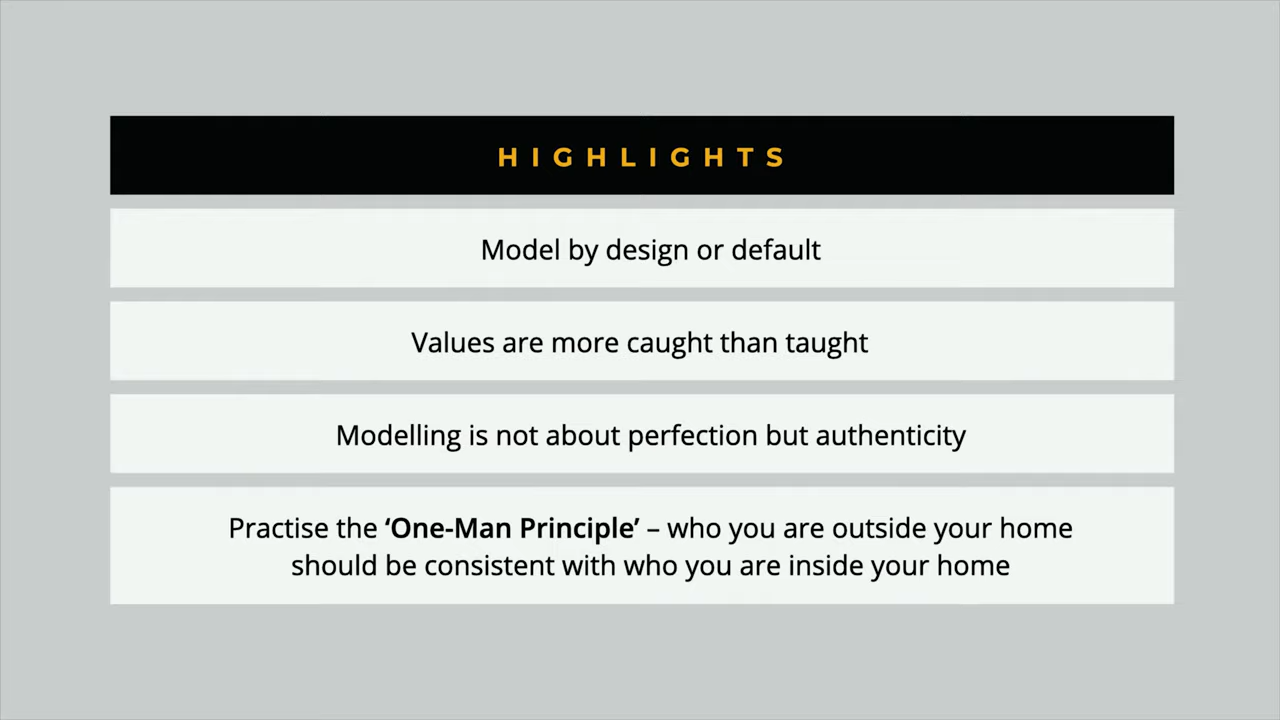 HIGHLIGHTS
Model by design or default
Values are more caught than taught
Modelling is not about perfection but authenticity
Practise the ‘One-Man Principle’ – who you are outside your home
should be consistent with who you are inside your home